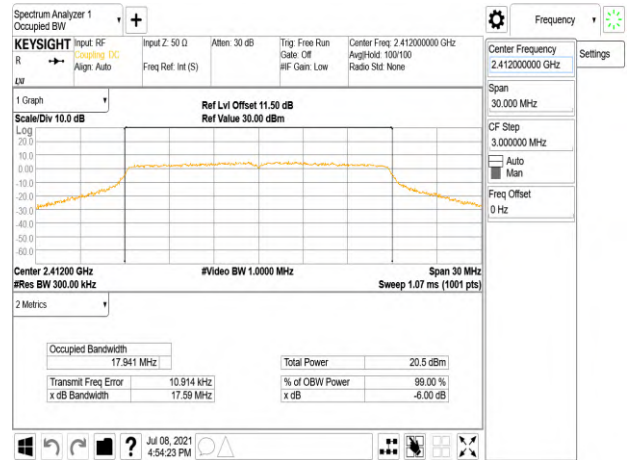 Spectrum Analyzer 1
Occupied BW
Frequency
KEYSIGHT
Input: RF
Coupling: DC
Align: Auto
Input Z: 50 Ω
Freq Ref: Int (S)
Atten: 30 dB
Trig: Free Run
Gate: Off
#IF Gain: Low
Center Freq: 2.412000000 GHz
Avg|Hold: 100/100
Radio Std: None
R
LXI
Center Frequency
2.412000000 GHz
Settings
Span
30.000 MHz
CF Step
3.000000 MHz
Auto
Man
Freq Offset
0 Hz
1 Graph
Scale/Div 10.0 dB
Ref Lvl Offset 11.50 dB
Ref Value 30.00 dBm
Log
20.0
10.0
0.00
-10.0
-20.0
-30.0
-40.0
-50.0
-60.0
Center 2.41200 GHz
#Res BW 300.00 kHz
#Video BW 1.0000 MHz
Span 30 MHz
Sweep 1.07 ms (1001 pts)
2 Metrics
Occupied Bandwidth
17.941 MHz
Total Power 20.5 dBm
Transmit Freq Error 10.914 kHz
% of OBW Power 99.00 %
x dB Bandwidth 17.59 MHz
x dB -6.00 dB
?
Jul 08, 2021
4:54:23 PM